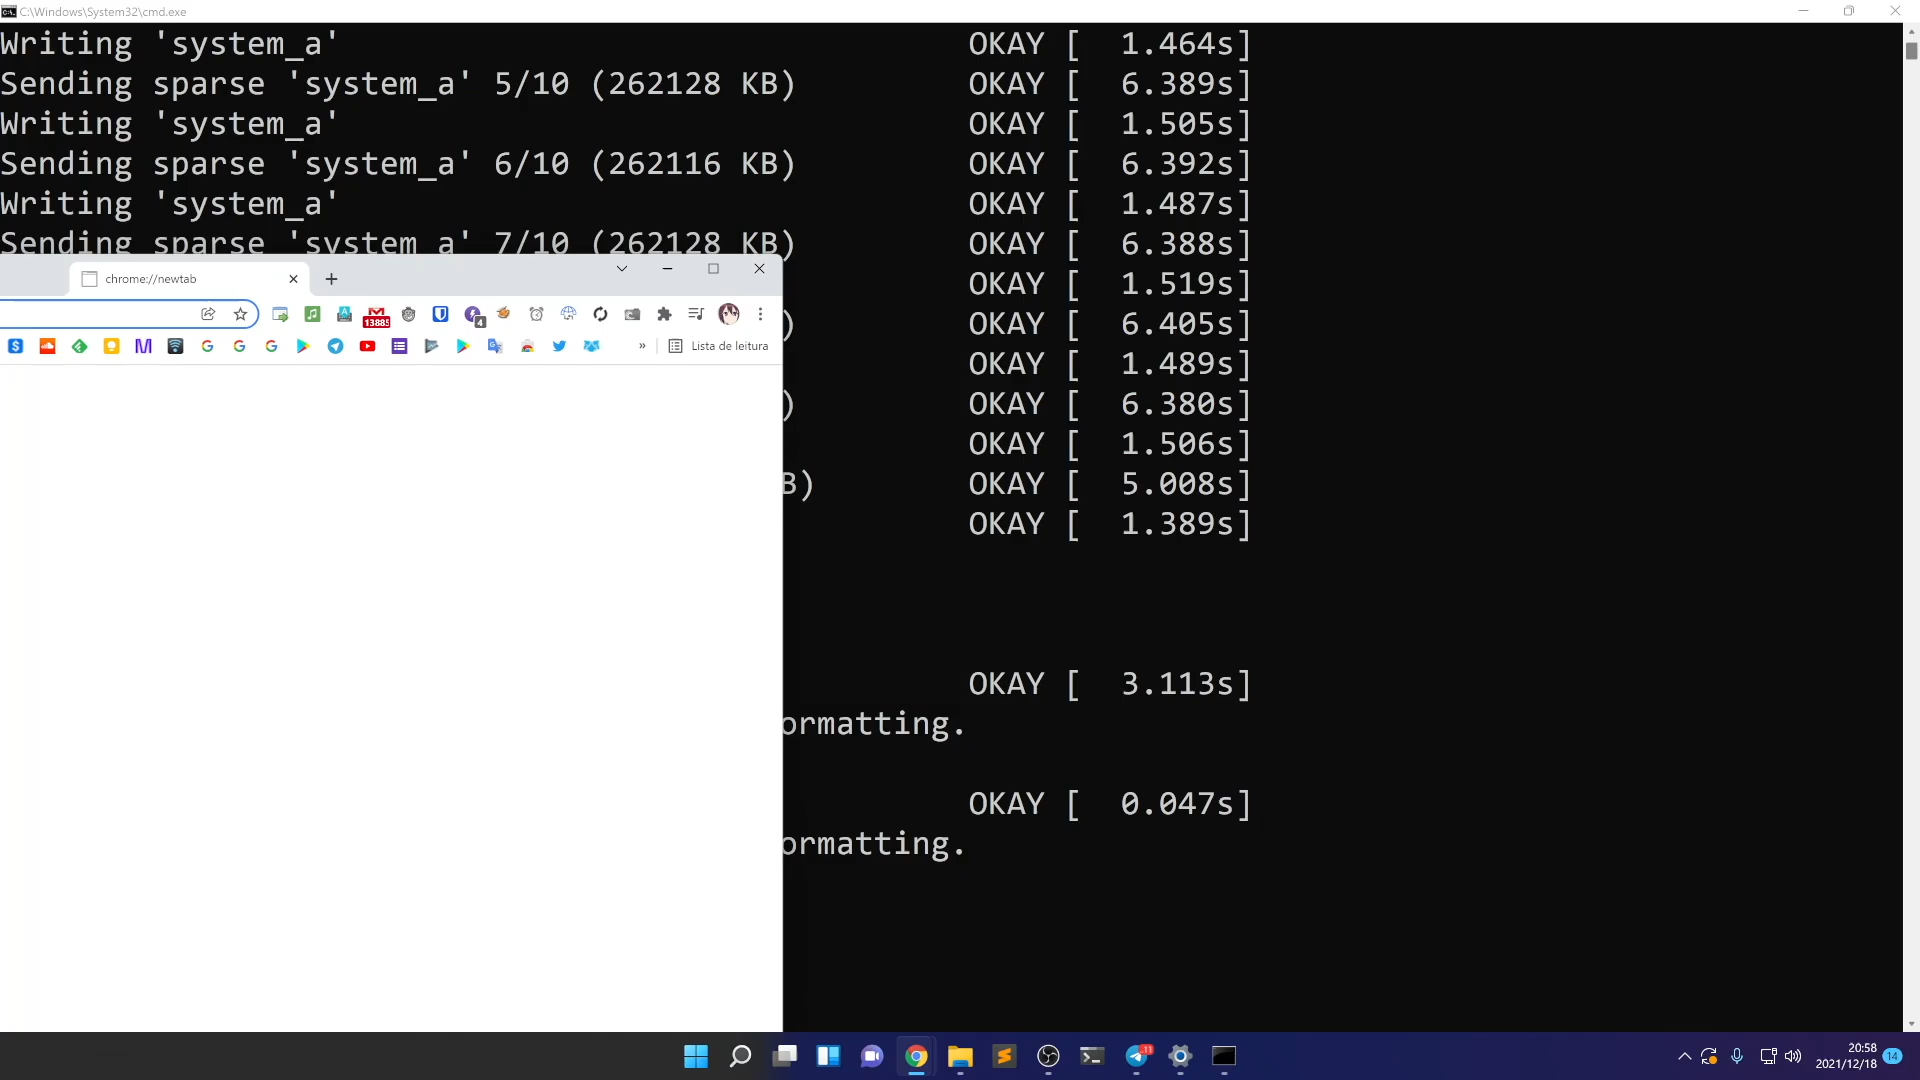 C:\Windows\System32\cmd.exe
Writing 'system_a' OKAY [ 1.464s]
Sending sparse 'system_a' 5/10 (262128 KB) OKAY [ 6.389s]
Writing 'system_a' OKAY [ 1.505s]
Sending sparse 'system_a' 6/10 (262116 KB) OKAY [ 6.392s]
Writing 'system_a' OKAY [ 1.487s]
Sending sparse 'system_a' 7/10 (262128 KB) OKAY [ 6.388s]
chrome://newtab
OKAY [ 1.519s]
13885
4
) OKAY [ 6.405s]
Lista de leitura
OKAY [ 1.489s]
) OKAY [ 6.380s]
OKAY [ 1.506s]
B) OKAY [ 5.008s]
OKAY [ 1.389s]
OKAY [ 3.113s]
ormatting.
OKAY [ 0.047s]
ormatting.
11
20:58
2021/12/18
14